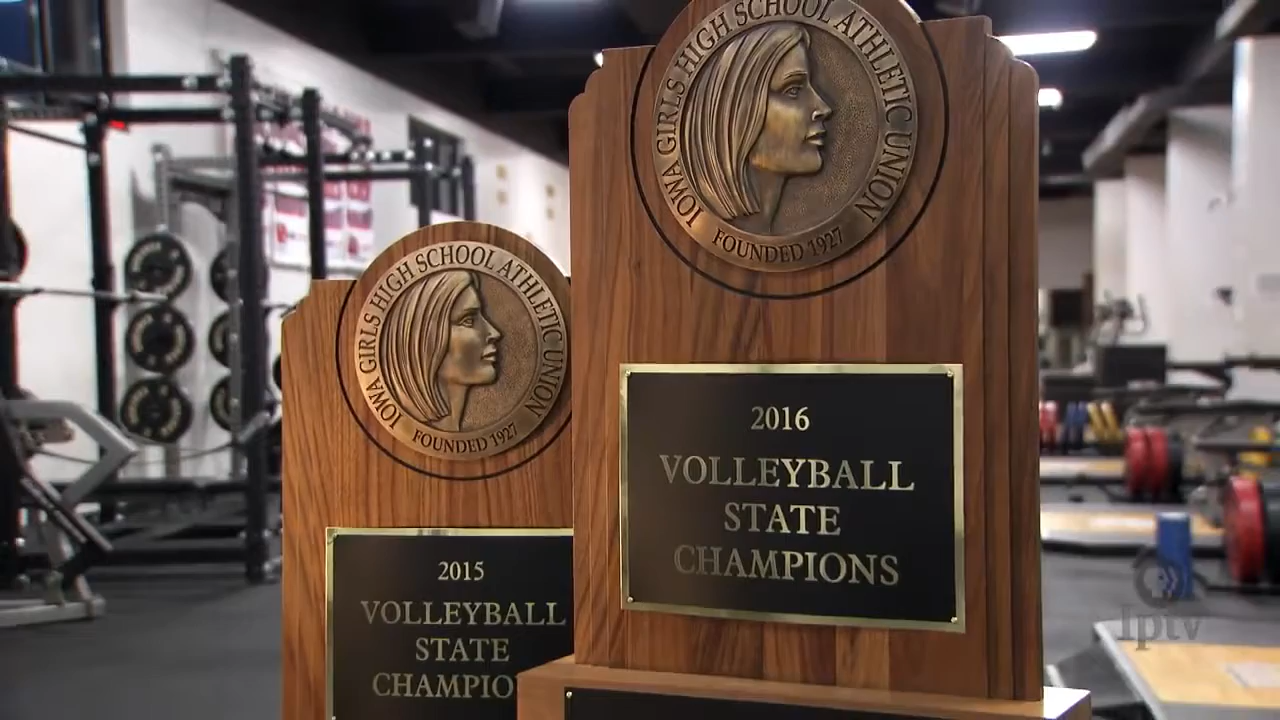 IOWA GIRLS HIGH SCHOOL ATHLETIC UNION
FOUNDED 1927
2016
VOLLEYBALL
STATE
CHAMPIONS
IOWA GIRLS HIGH SCHOOL ATHLETIC UNION
FOUNDED 1927
2015
VOLLEYBALL
STATE
CHAMPIO
Iptv